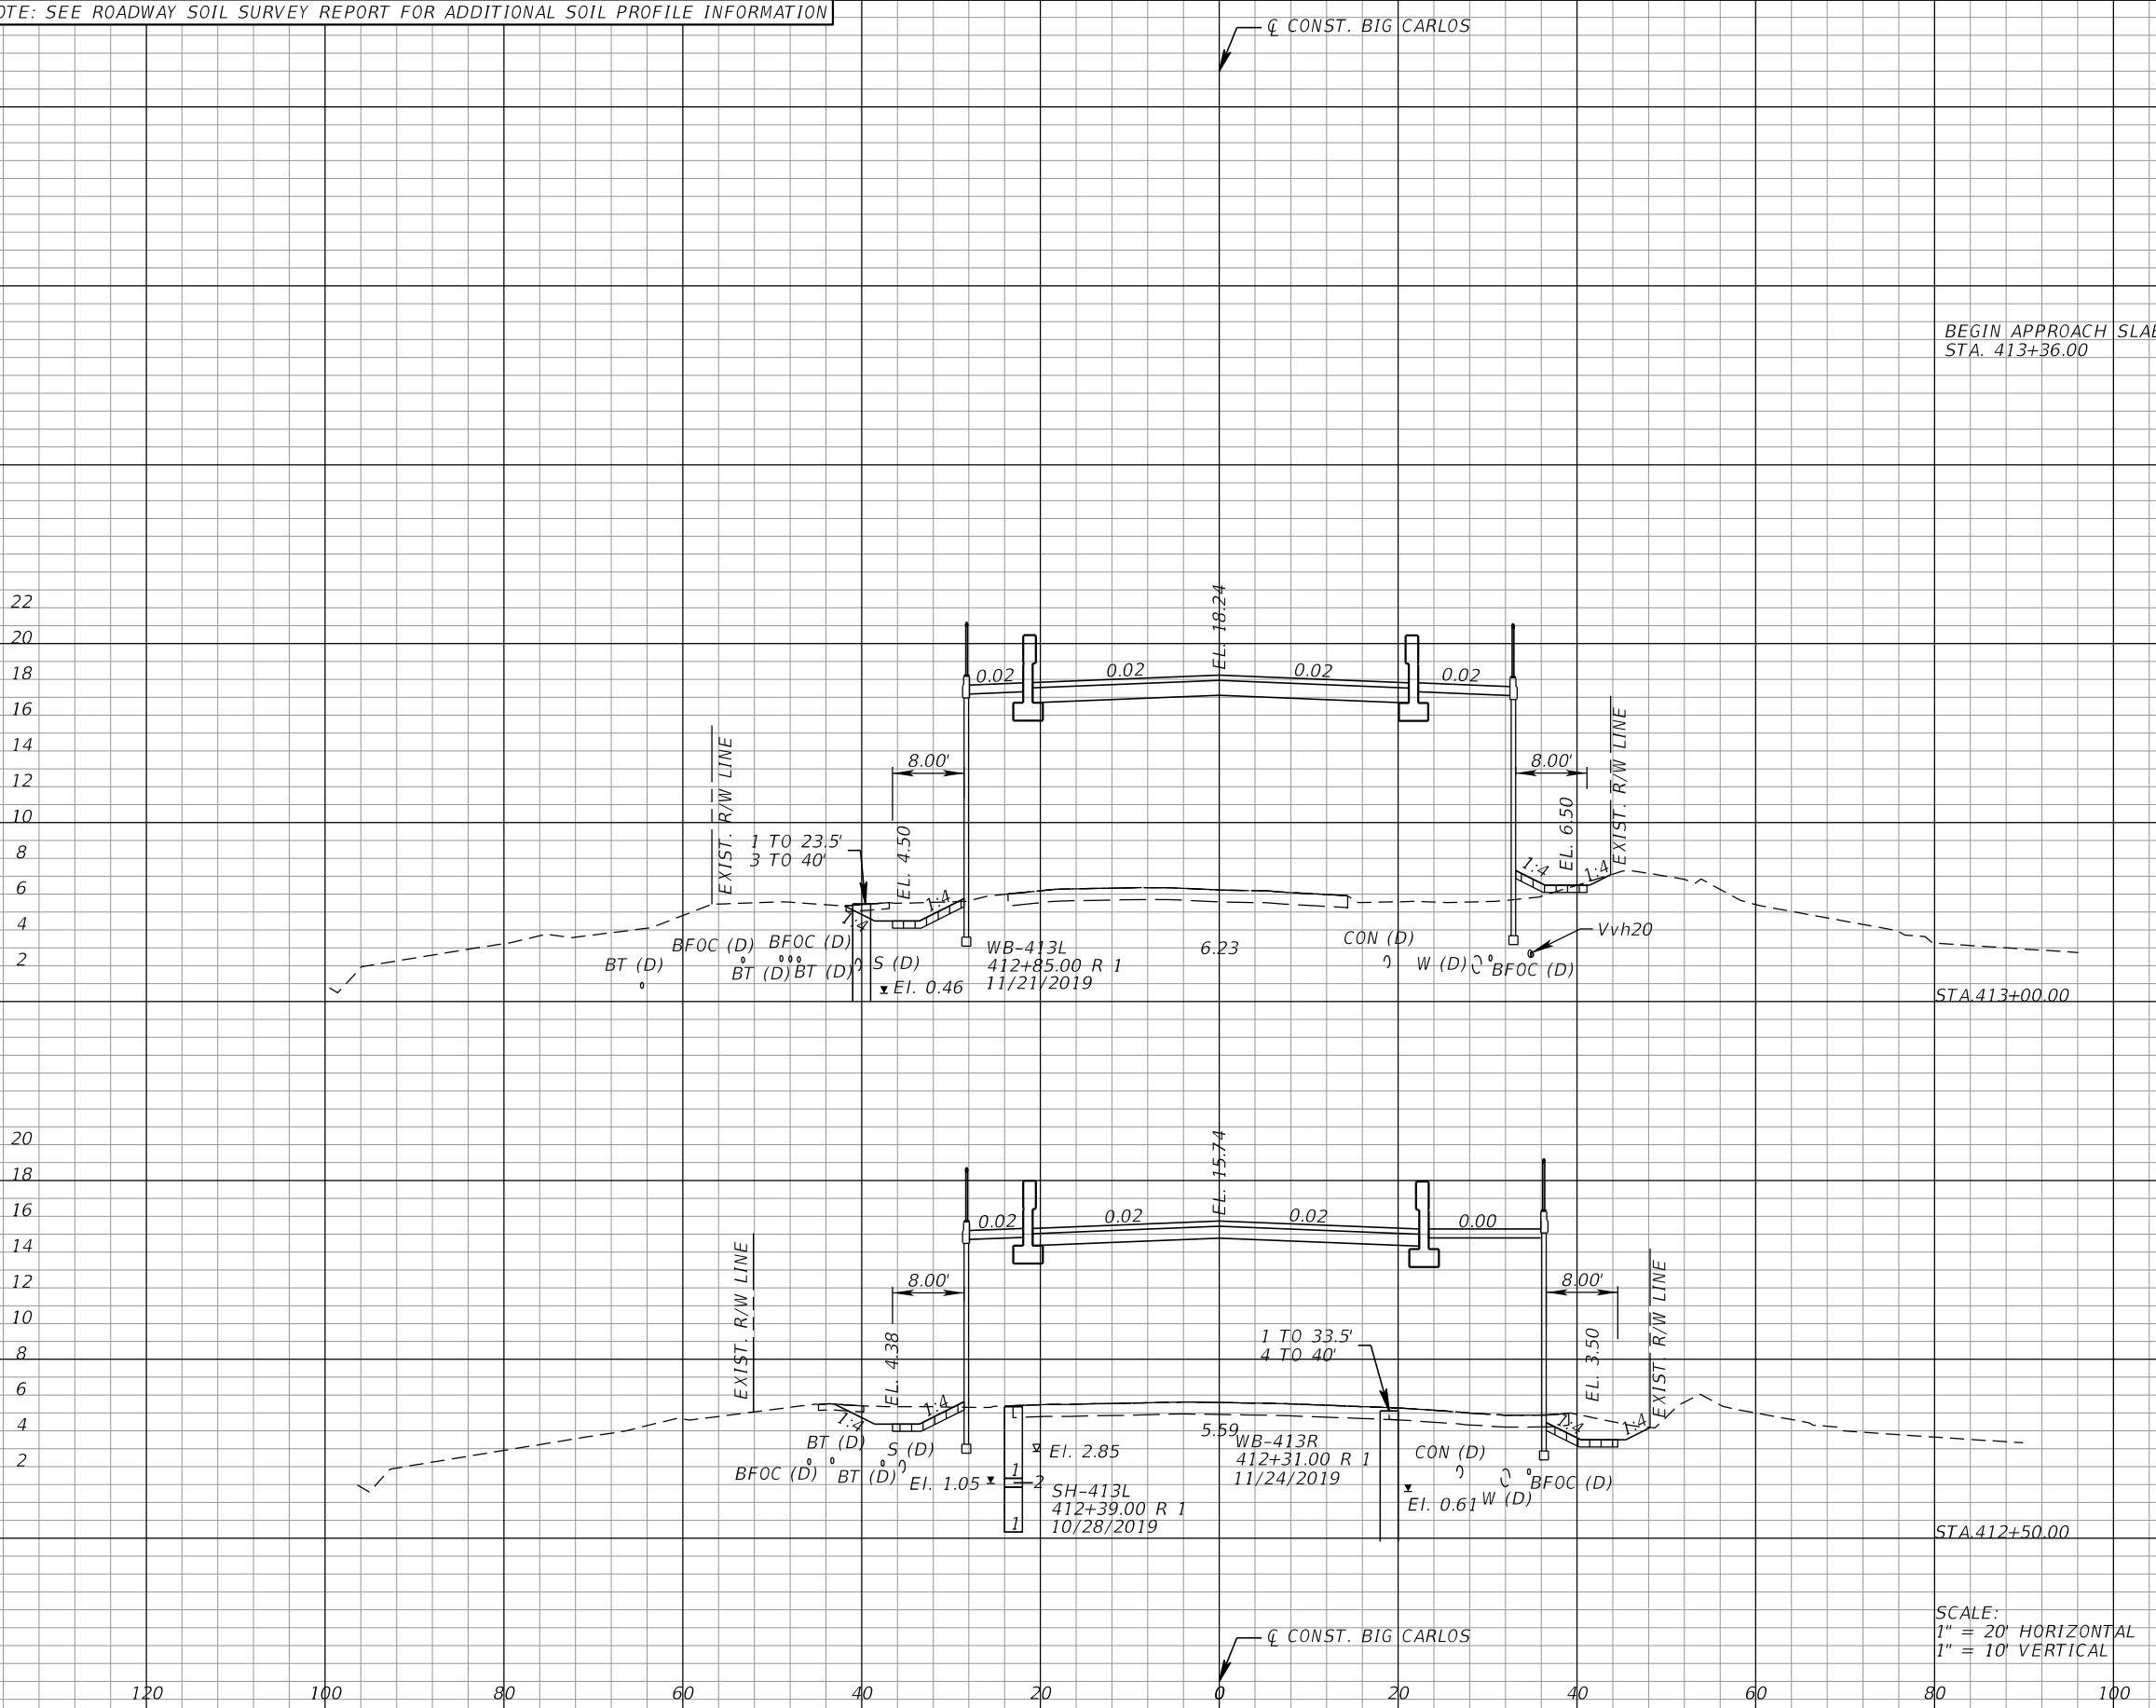 OTE: SEE ROADWAY SOIL SURVEY REPORT FOR ADDITIONAL SOIL PROFILE INFORMATION
℄ CONST. BIG CARLOS
BEGIN APPROACH SLAB
STA. 413+36.00
22
20
18
16
14
12
10
8
6
4
2
EL. 18.24
0.02
0.02
0.02
0.02
EXIST. R/W LINE
8.00'
EL. 4.50
1 TO 23.5'
3 TO 40'
1:4
1:4
8.00'
EL. 6.50
EXIST. R/W LINE
1:4
1:4
BT (D)
BFOC (D)
BT (D)
BFOC (D)
BT (D)
S (D)
El. 0.46
WB-413L
412+85.00 R 1
11/21/2019
6.23
CON (D)
W (D)
BFOC (D)
Vvh20
STA.413+00.00
20
18
16
14
12
10
8
6
4
2
EL. 15.74
0.02
0.02
0.02
0.00
EXIST. R/W LINE
8.00'
EL. 4.38
1:4
1:4
1 TO 33.5'
4 TO 40'
8.00'
EL. 3.50
EXIST. R/W LINE
1:4
1:4
BT (D)
BFOC (D)
BT (D)
S (D)
El. 1.05
El. 2.85
1
2
1
SH-413L
412+39.00 R 1
10/28/2019
5.59
WB-413R
412+31.00 R 1
11/24/2019
El. 0.61
CON (D)
W (D)
BFOC (D)
STA.412+50.00
SCALE:
1" = 20' HORIZONTAL
1" = 10' VERTICAL
℄ CONST. BIG CARLOS
120 100 80 60 40 20 0 20 40 60 80 100